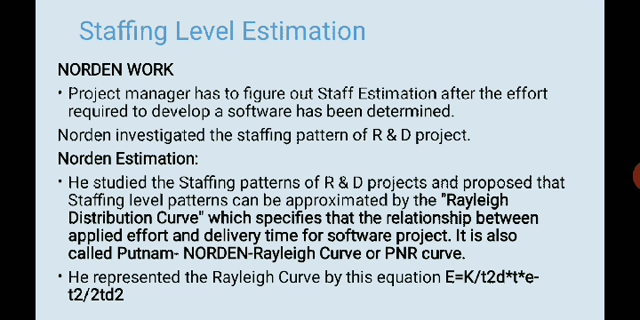 Staffing Level Estimation
NORDEN WORK
• Project manager has to figure out Staff Estimation after the effort
required to develop a software has been determined.
Norden investigated the staffing pattern of R & D project.
Norden Estimation:
• He studied the Staffing patterns of R & D projects and proposed that
Staffing level patterns can be approximated by the "Rayleigh
Distribution Curve" which specifies that the relationship between
applied effort and delivery time for software project. It is also
called Putnam- NORDEN-Rayleigh Curve or PNR curve.
• He represented the Rayleigh Curve by this equation E=K/t2d*t*e-
t2/2td2